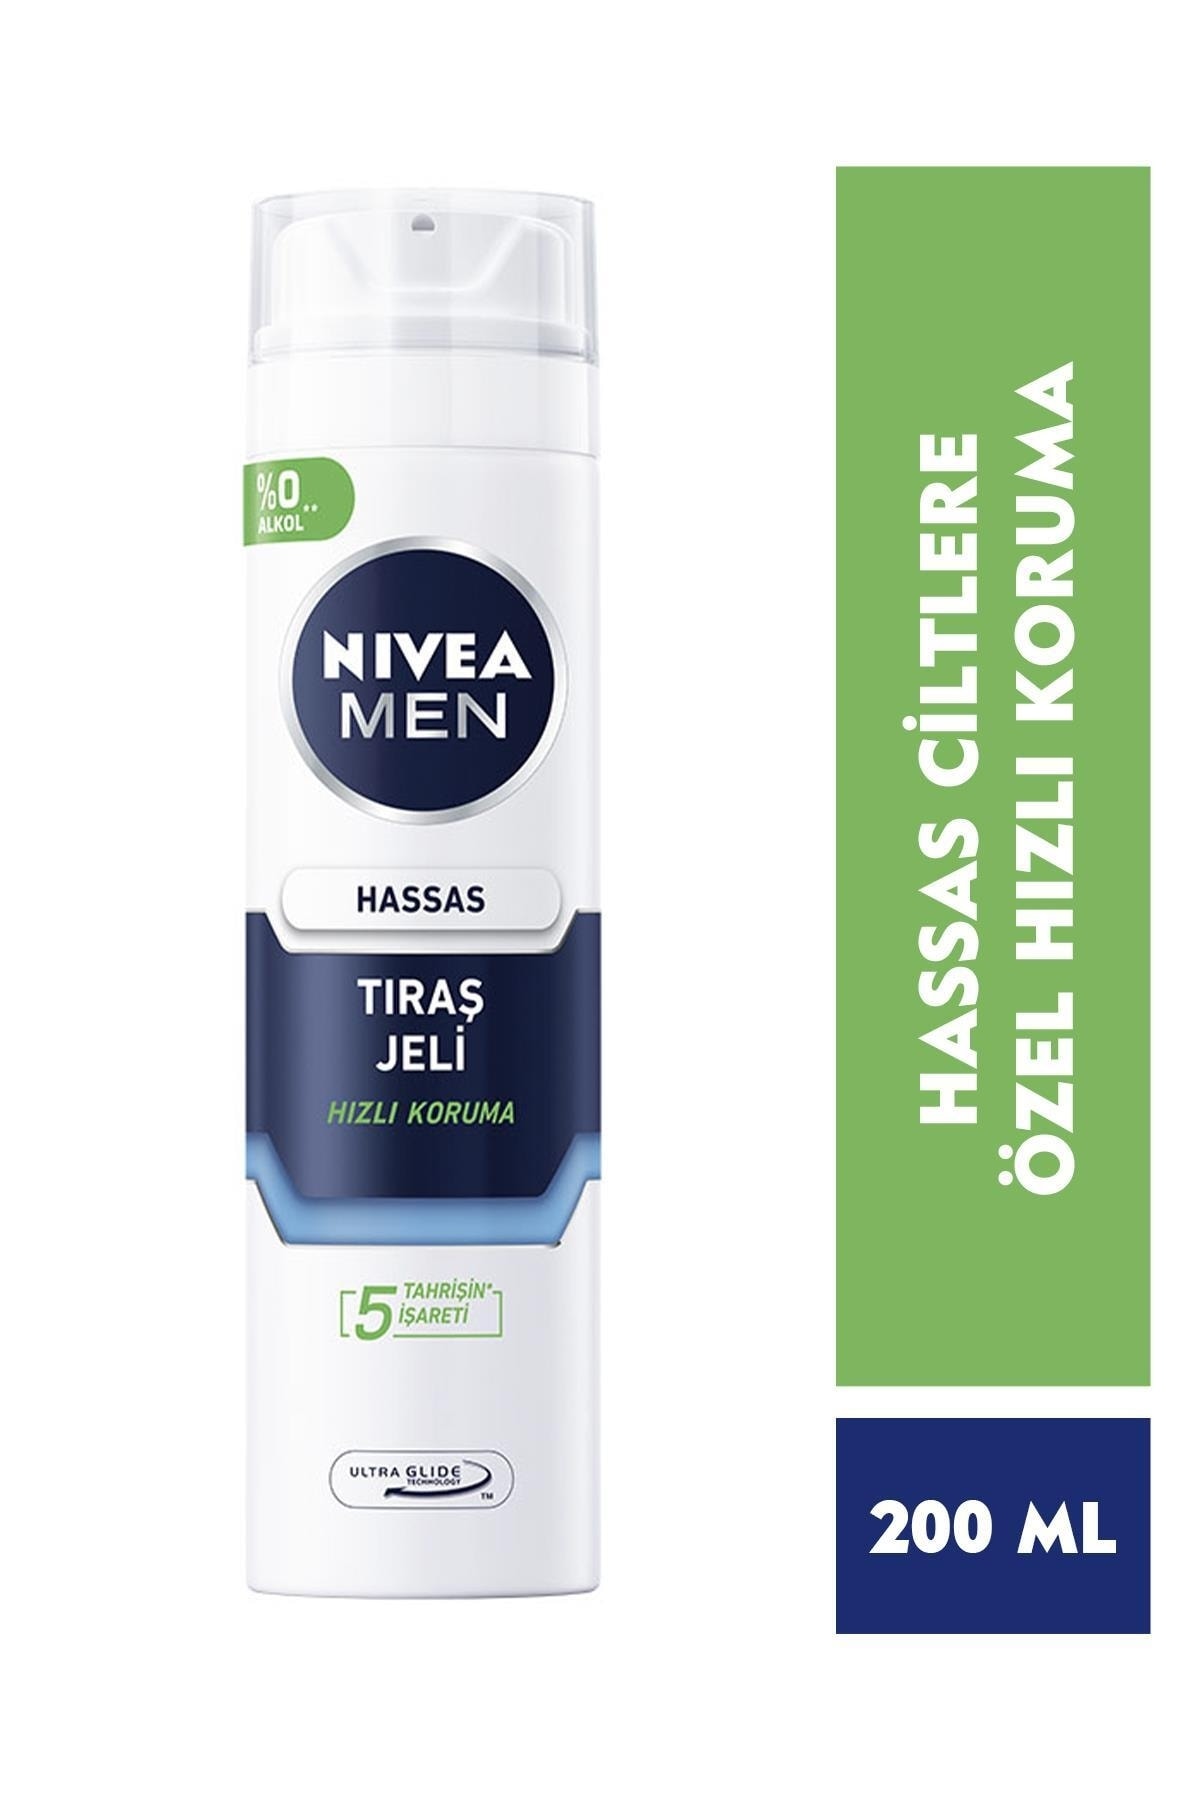 %0
ALKOL**
NIVEA
MEN
HASSAS
TIRAŞ
JELİ
HIZLI KORUMA
5 TAHRİŞİN*
İŞARETİ
ULTRA GLIDE
TECHNOLOGY
TM
HASSAS CİLTLERE
ÖZEL HIZLI KORUMA
200 ML